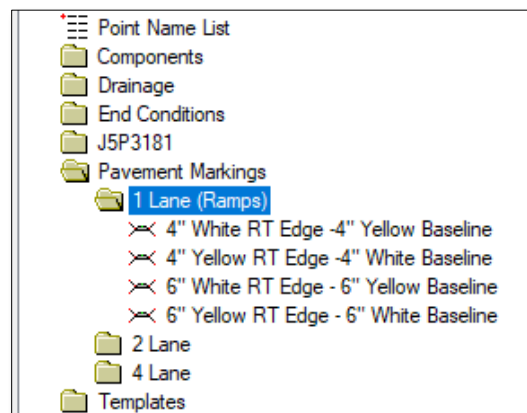 Point Name List
Components
Drainage
End Conditions
J5P3181
Pavement Markings
1 Lane (Ramps)
4" White RT Edge -4" Yellow Baseline
4" Yellow RT Edge -4" White Baseline
6" White RT Edge - 6" Yellow Baseline
6" Yellow RT Edge - 6" White Baseline
2 Lane
4 Lane
Templates